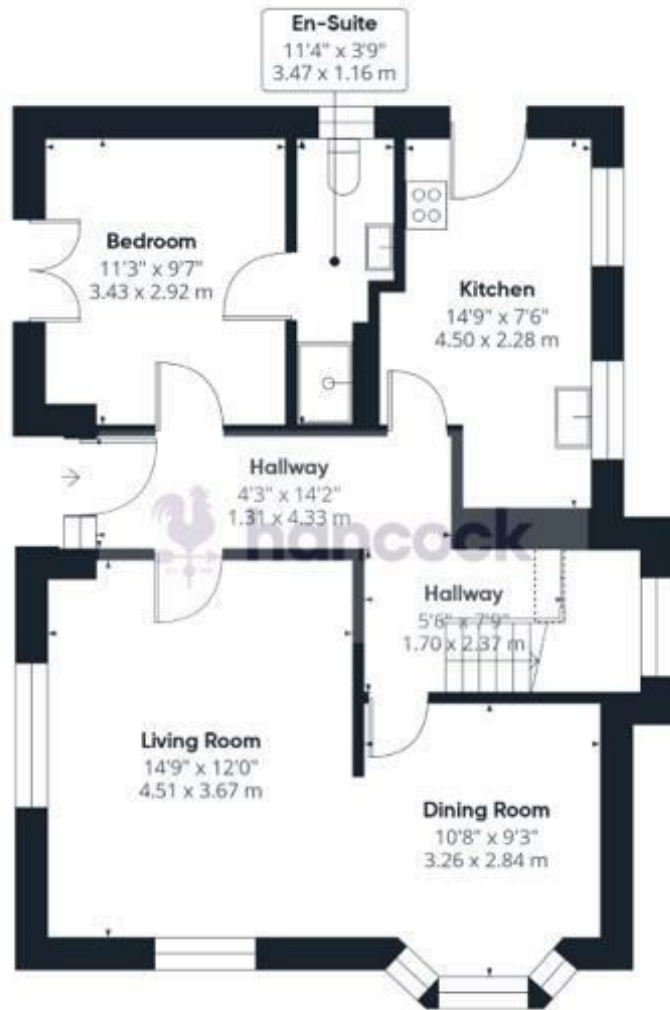 En-Suite
11'4" x 3'9"
3.47 x 1.16 m
Bedroom
11'3" x 9'7"
3.43 x 2.92 m
Kitchen
14'9" x 7'6"
4.50 x 2.28 m
Hallway
4'3" x 14'2"
1.31 x 4.33 m
hancock
Hallway
5'6" x 7'9"
1.70 x 2.37 m
Living Room
14'9" x 12'0"
4.51 x 3.67 m
Dining Room
10'8" x 9'3"
3.26 x 2.84 m